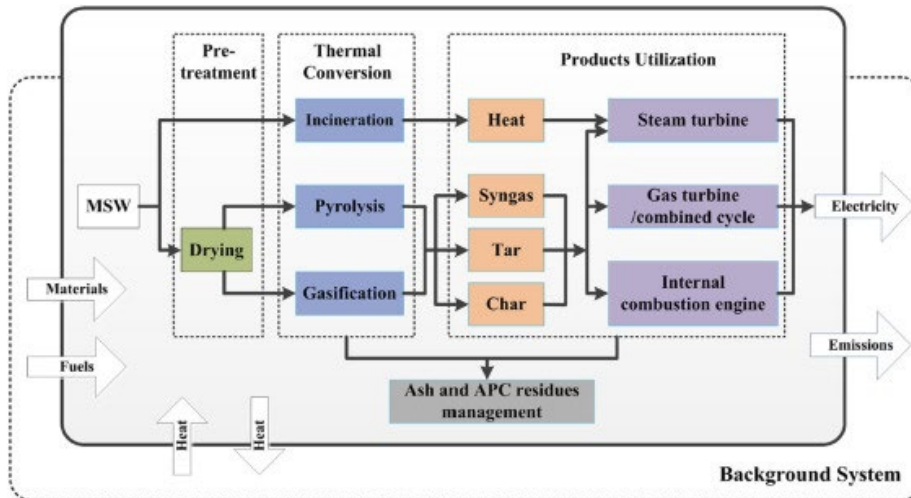 Pre-
treatment
Thermal
Conversion
Products Utilization
Incineration
Heat
Steam turbine
MSW
Pyrolysis
Syngas
Gas turbine
/combined cycle
Electricity
Drying
Tar
Materials
Gasification
Char
Internal
combustion engine
Fuels
Emissions
Ash and APC residues
management
Heat
Heat
Background System